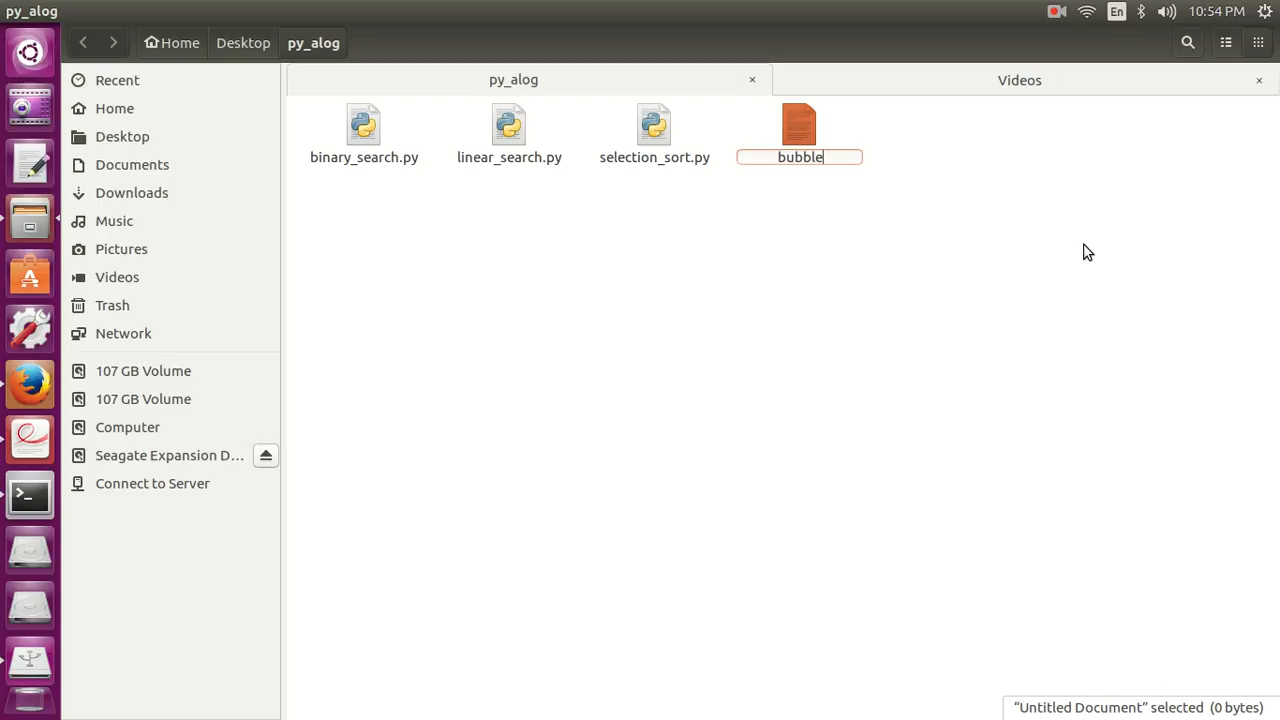 py_alog
En
10:54 PM
Home
Desktop
py_alog
py_alog
Videos
Recent
Home
Desktop
Documents
Downloads
Music
Pictures
Videos
Trash
Network
107 GB Volume
107 GB Volume
Computer
Seagate Expansion D...
Connect to Server
binary_search.py
linear_search.py
selection_sort.py
bubble
“Untitled Document” selected (0 bytes)